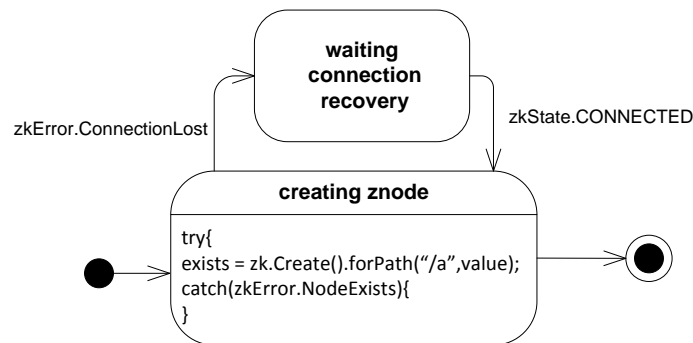 waiting
connection
recovery
zkError.ConnectionLost
zkState.CONNECTED
creating znode
try{
exists = zk.Create().forPath(“/a”,value);
catch(zkError.NodeExists){
}